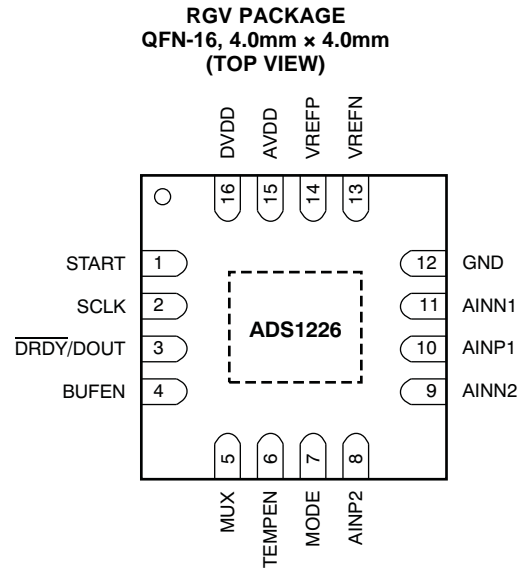 RGV PACKAGE
QFN-16, 4.0mm × 4.0mm
(TOP VIEW)
DVDD AVDD VREFP VREFN
16 15 14 13
START 1 12 GND
SCLK 2 11 AINN1
ADS1226
D̅R̅D̅Y̅/DOUT 3 10 AINP1
BUFEN 4 9 AINN2
5 6 7 8
MUX TEMPEN MODE AINP2